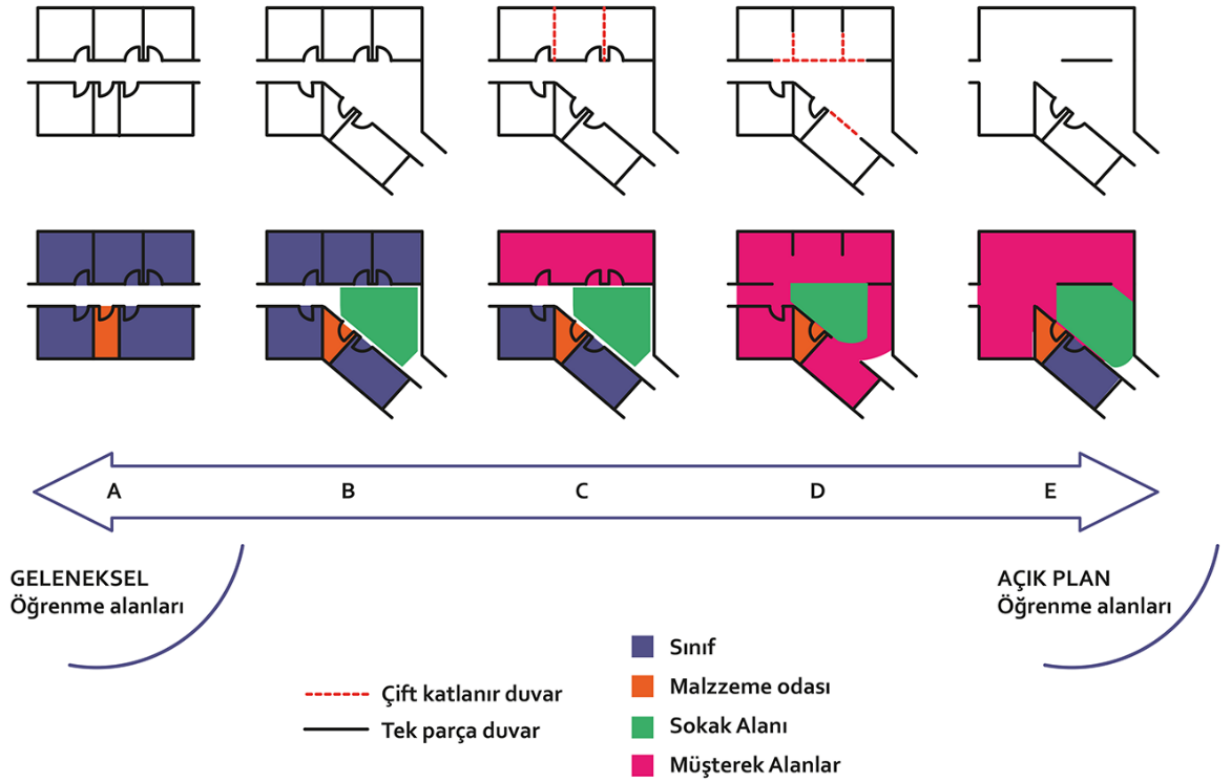 A B C D E
GELENEKSEL
Öğrenme alanları
AÇIK PLAN
Öğrenme alanları
Çift katlanır duvar
Tek parça duvar
Sınıf
Malzzeme odası
Sokak Alanı
Müşterek Alanlar